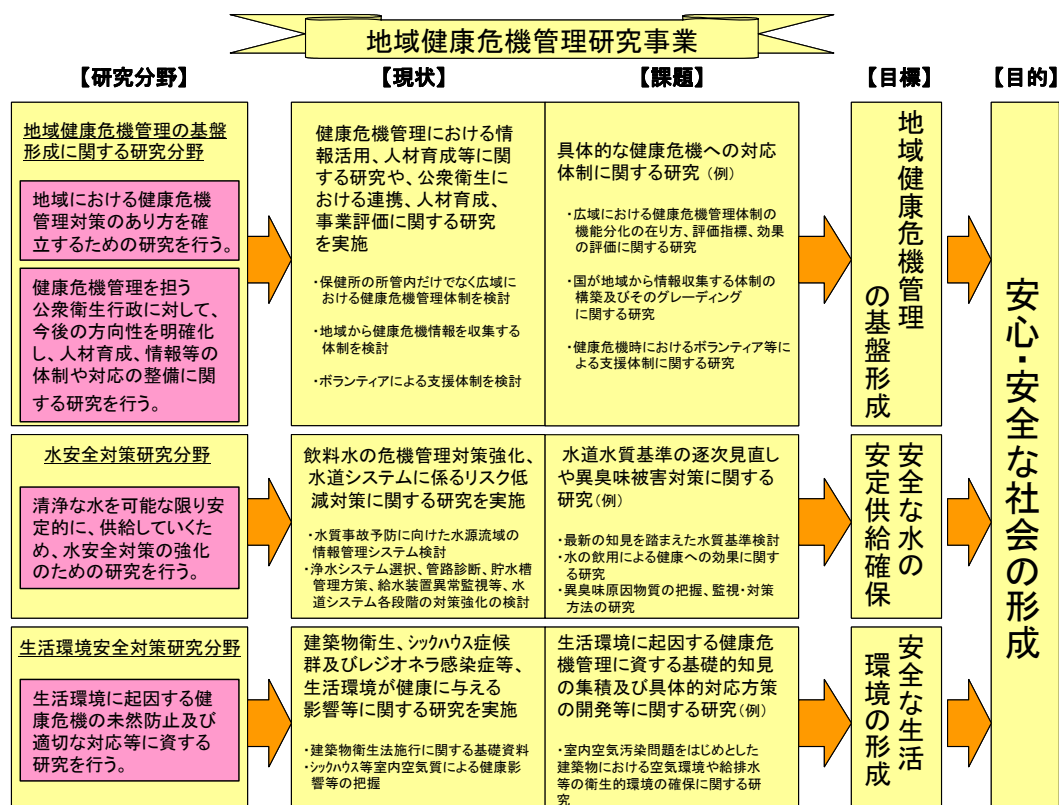 地域健康危機管理研究事業
【研究分野】
【現状】
【課題】
【目標】
【目的】
地域健康危機管理の基盤
形成に関する研究分野
地域における健康危機
管理対策のあり方を確
立するための研究を行う。
健康危機管理を担う
公衆衛生行政に対して、
今後の方向性を明確化
し、人材育成、情報等の
体制や対応の整備に関
する研究を行う。
健康危機管理における情
報活用、人材育成等に関
する研究や、公衆衛生に
おける連携、人材育成、
事業評価に関する研究
を実施
・保健所の所管内だけでなく広域に
おける健康危機管理体制を検討
・地域から健康危機情報を収集する
体制を検討
・ボランティアによる支援体制を検討
具体的な健康危機への対応
体制に関する研究（例）
・広域における健康危機管理体制の
機能分化の在り方、評価指標、効果
の評価に関する研究
・国が地域から情報収集する体制の
構築及びそのグレーディング
に関する研究
・健康危機時におけるボランティア等に
よる支援体制に関する研究
地域健康危機管理
の基盤形成
水安全対策研究分野
清浄な水を可能な限り安
定的に、供給していくた
め、水安全対策の強化
のための研究を行う。
飲料水の危機管理対策強化、
水道システムに係るリスク低
減対策に関する研究を実施
・水質事故予防に向けた水源流域の
情報管理システム検討
・浄水システム選択、管路診断、貯水槽
管理方策、給水装置異常監視等、水
道システム各段階の対策強化の検討
水道水質基準の逐次見直し
や異臭味被害対策に関する
研究（例）
・最新の知見を踏まえた水質基準検討
・水の飲用による健康への効果に関す
る研究
・異臭味原因物質の把握、監視・対策
方法の研究
安全な水の
安定供給確保
生活環境安全対策研究分野
生活環境に起因する健
康危機の未然防止及び
適切な対応等に資する
研究を行う。
建築物衛生、シックハウス症候
群及びレジオネラ感染症等、
生活環境が健康に与える
影響等に関する研究を実施
・建築物衛生法施行に関する基礎資料
・シックハウス等室内空気質による健康影
響等の把握
生活環境に起因する健康危
機管理に資する基礎的知見
の集積及び具体的対応方策
の開発等に関する研究（例）
・室内空気汚染問題をはじめとした
建築物における空気環境や給排水
等の衛生的環境の確保に関する研
究
安全な生活
環境の形成
安心・安全な社会の形成